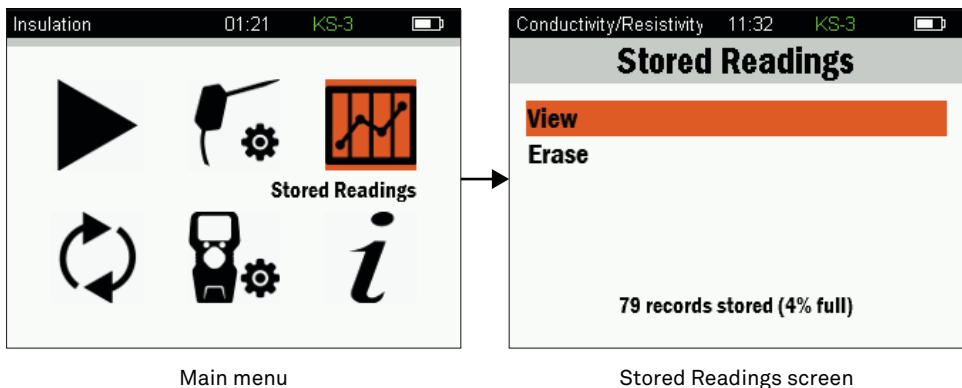 Insulation 01:21 KS-3
Stored Readings
Main menu
Conductivity/Resistivity 11:32 KS-3
Stored Readings
View
Erase
79 records stored (4% full)
Stored Readings screen